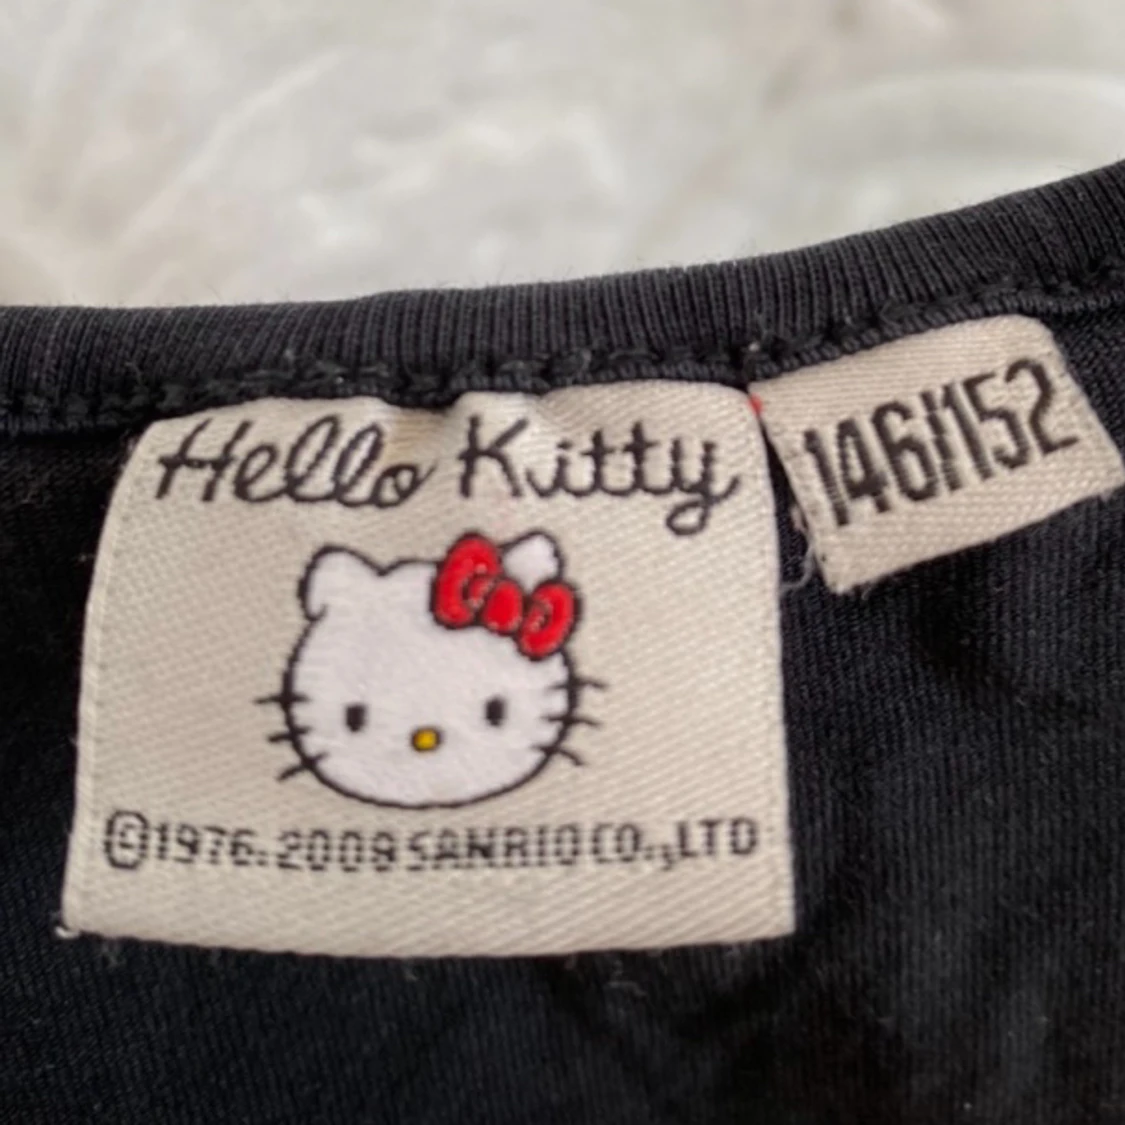 Hello Kitty
146/152
©1976.2009 SANRIO CO.,LTD